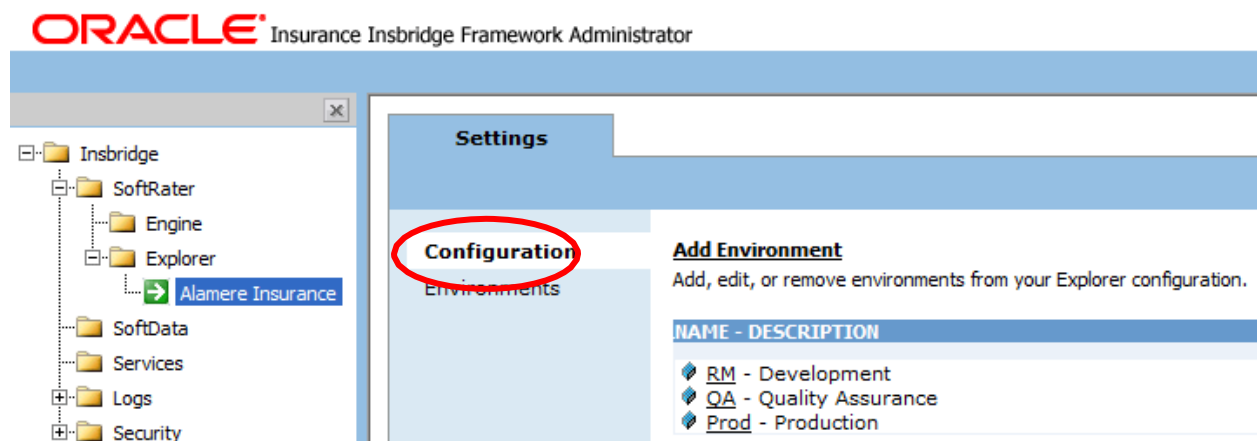 ORACLE Insurance Insbridge Framework Administrator
Insbridge
SoftRater
Engine
Explorer
Alamere Insurance
SoftData
Services
Logs
Security
Settings
Configuration
Environments
Add Environment
Add, edit, or remove environments from your Explorer configuration.
NAME - DESCRIPTION
RM - Development
QA - Quality Assurance
Prod - Production